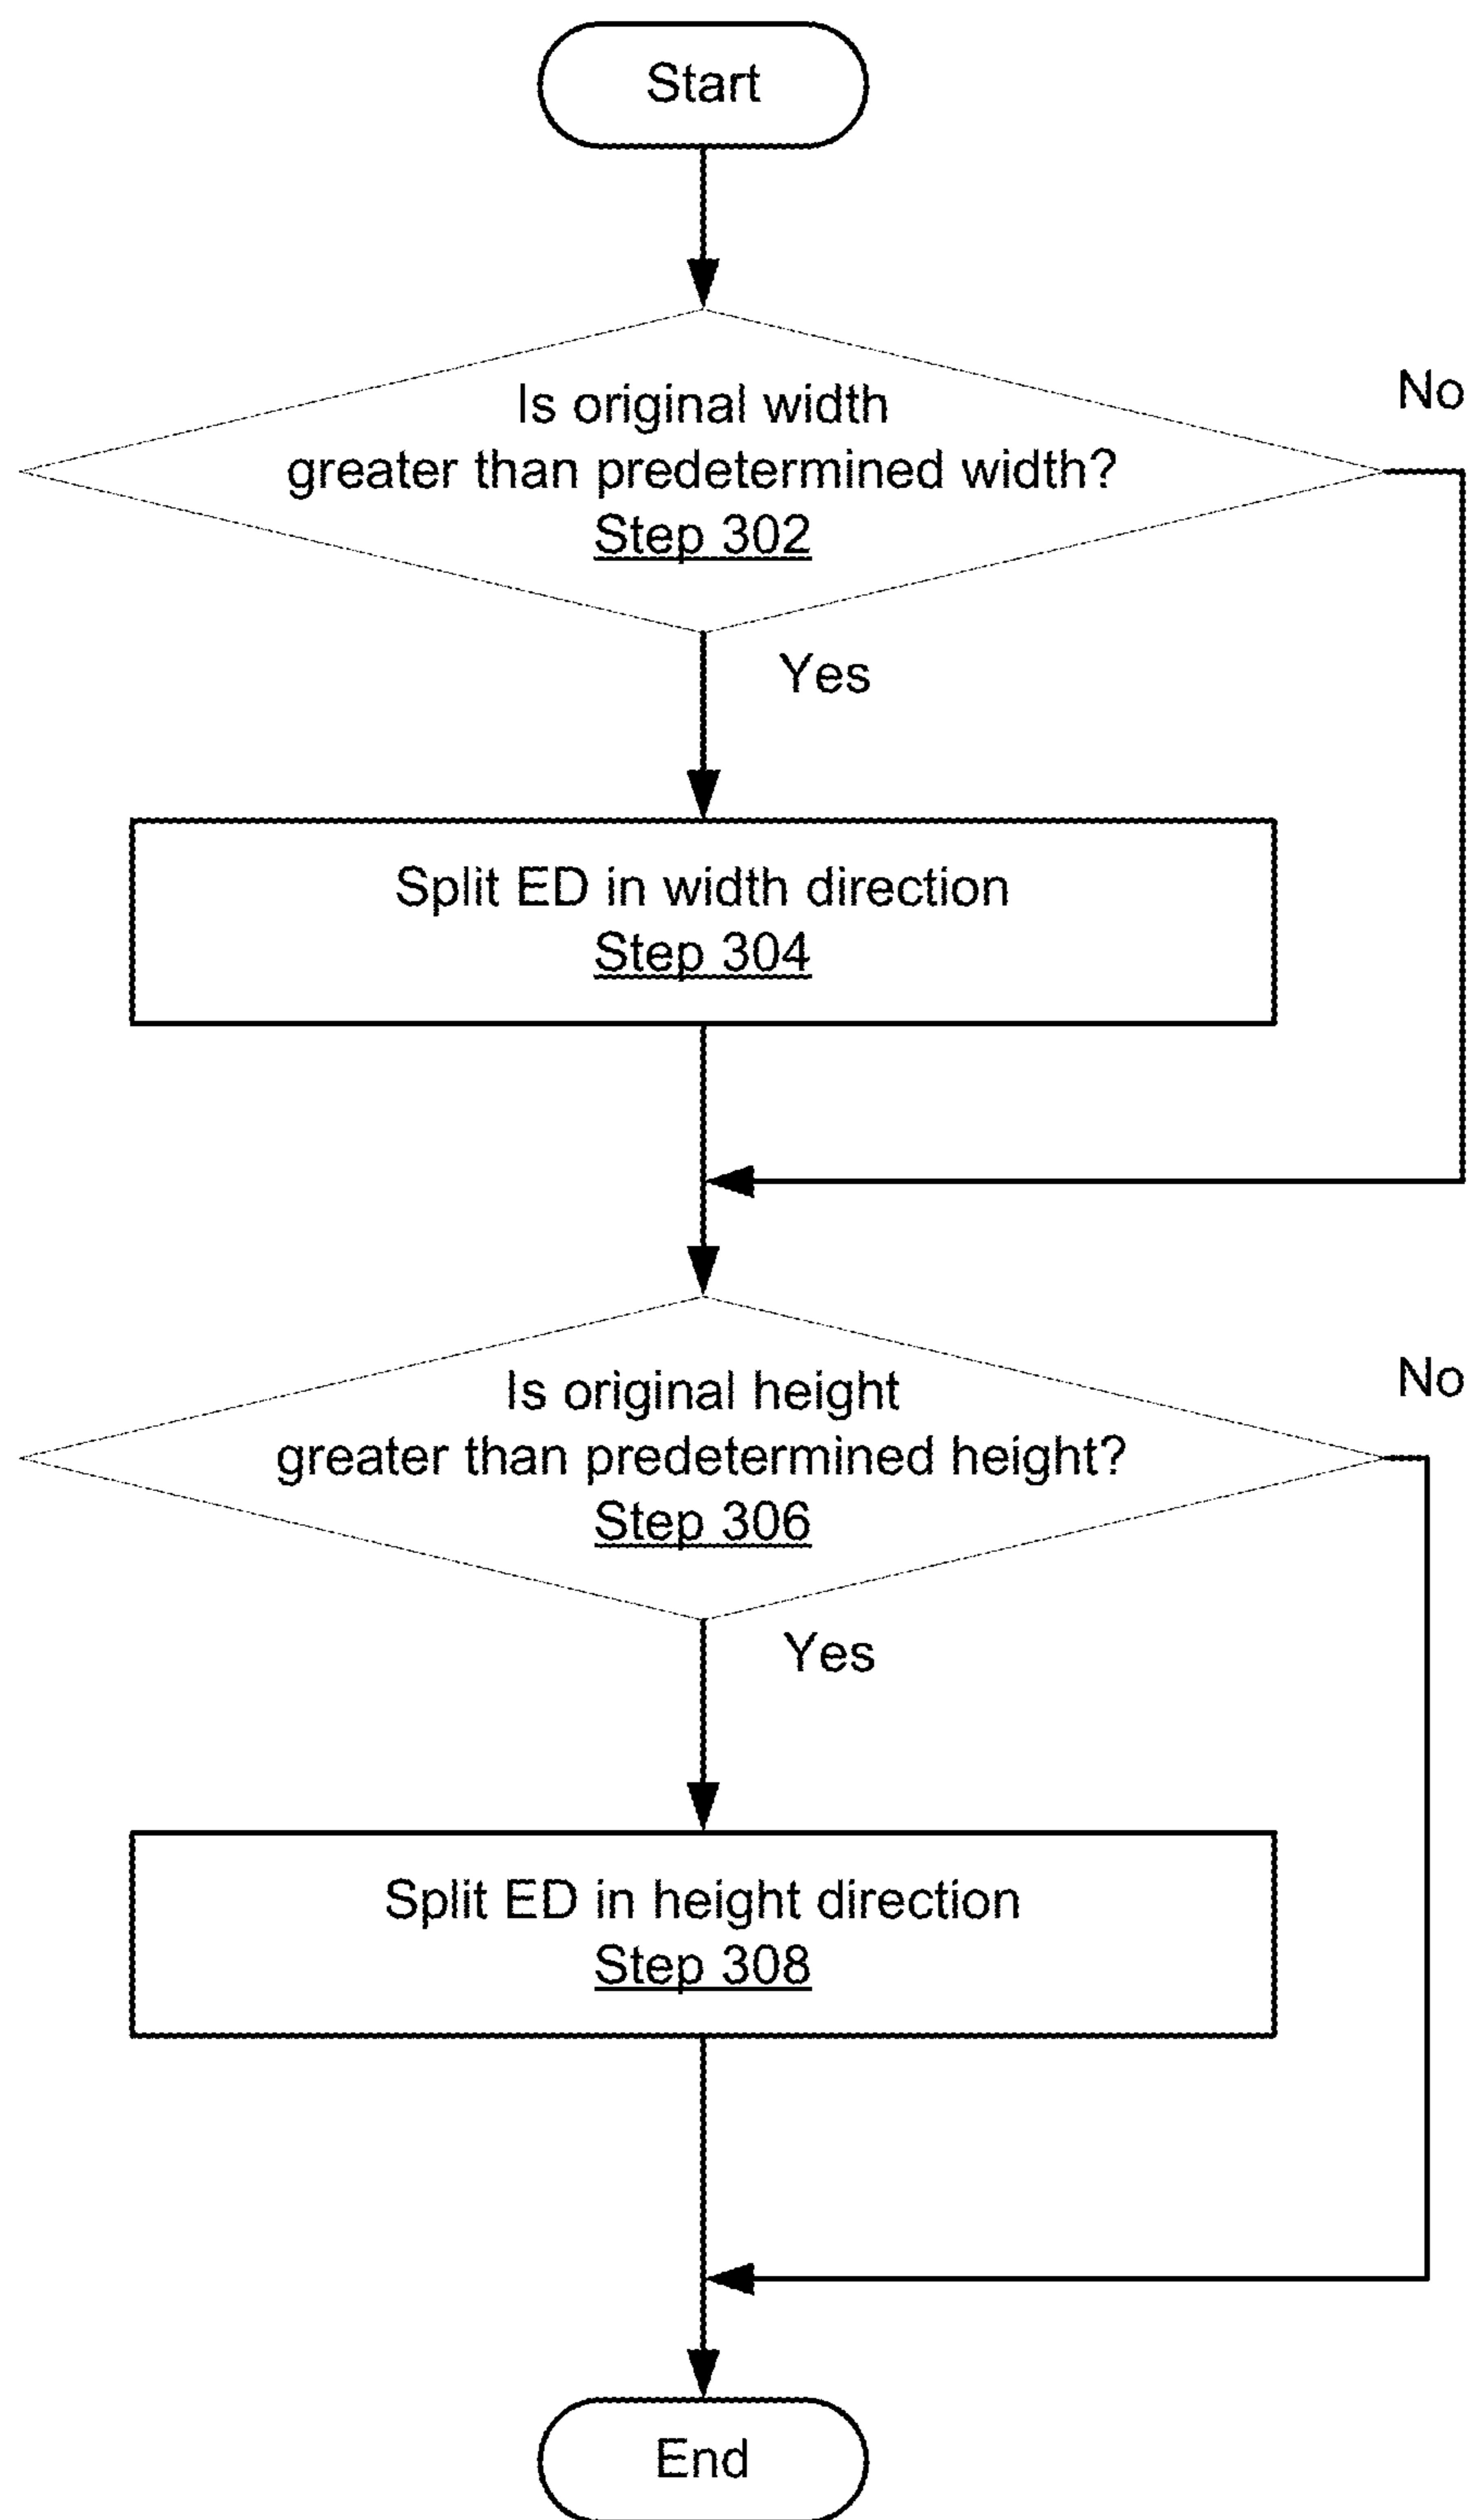 Start
Is original width
greater than predetermined width?
Step 302
No
Yes
Split ED in width direction
Step 304
Is original height
greater than predetermined height?
Step 306
No
Yes
Split ED in height direction
Step 308
End